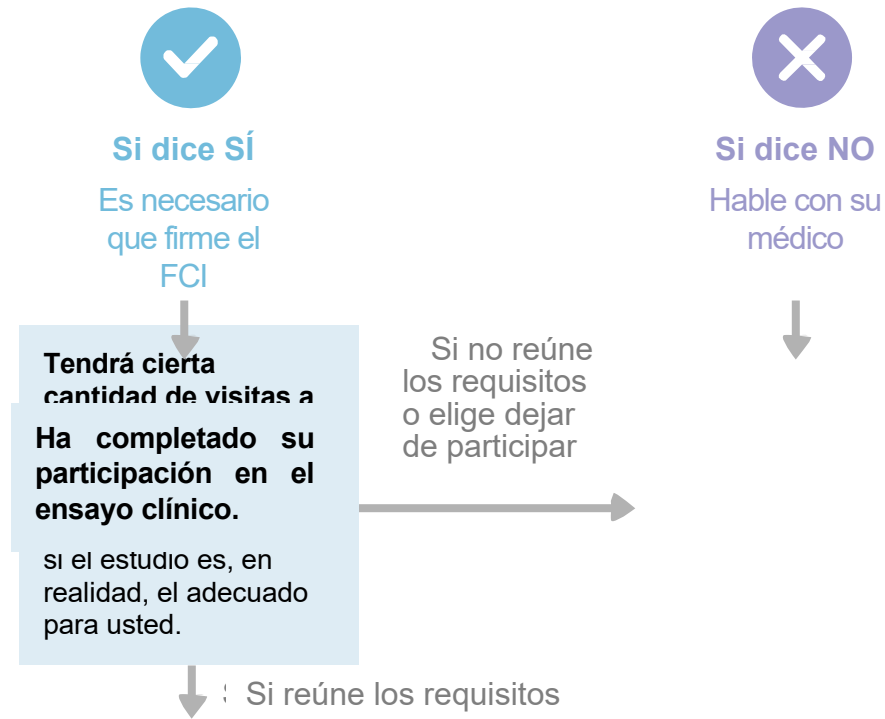 Si dice SÍ
Es necesario
que firme el
FCI
Si dice NO
Hable con su
médico
Tendrá cierta
cantidad de visitas a
Ha completado su
participación en el
ensayo clínico.
si el estudio es, en
realidad, el adecuado
para usted.
Si no reúne
los requisitos
o elige dejar
de participar
Si reúne los requisitos